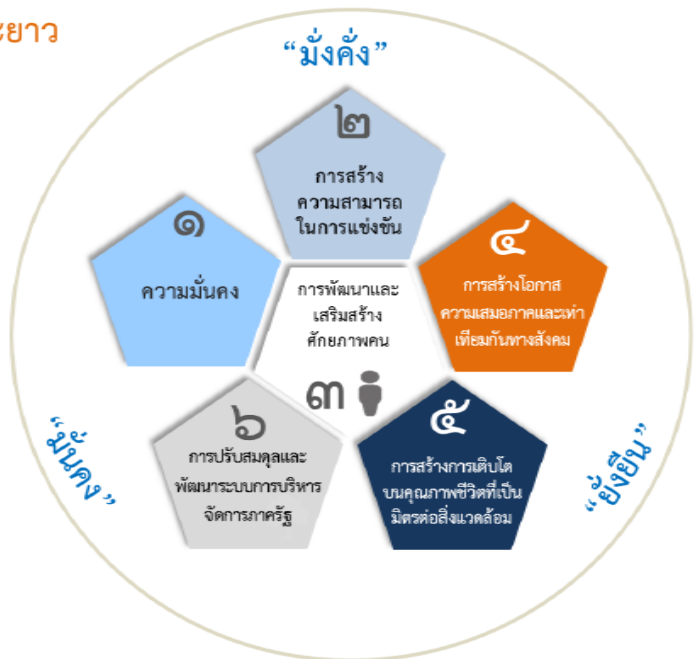 ะยาว
“มั่งคั่ง”
๒
การสร้าง
ความสามารถ
ในการแข่งขัน
๑
ความมั่นคง
๔
การสร้างโอกาส
ความเสมอภาคและเท่า
เทียมกันทางสังคม
การพัฒนาและ
เสริมสร้าง
ศักยภาพคน
๓
๖
การปรับสมดุลและ
พัฒนาระบบการบริหาร
จัดการภาครัฐ
๕
การสร้างการเติบโต
บนคุณภาพชีวิตที่เป็น
มิตรต่อสิ่งแวดล้อม
“มั่นคง”
“ยั่งยืน”